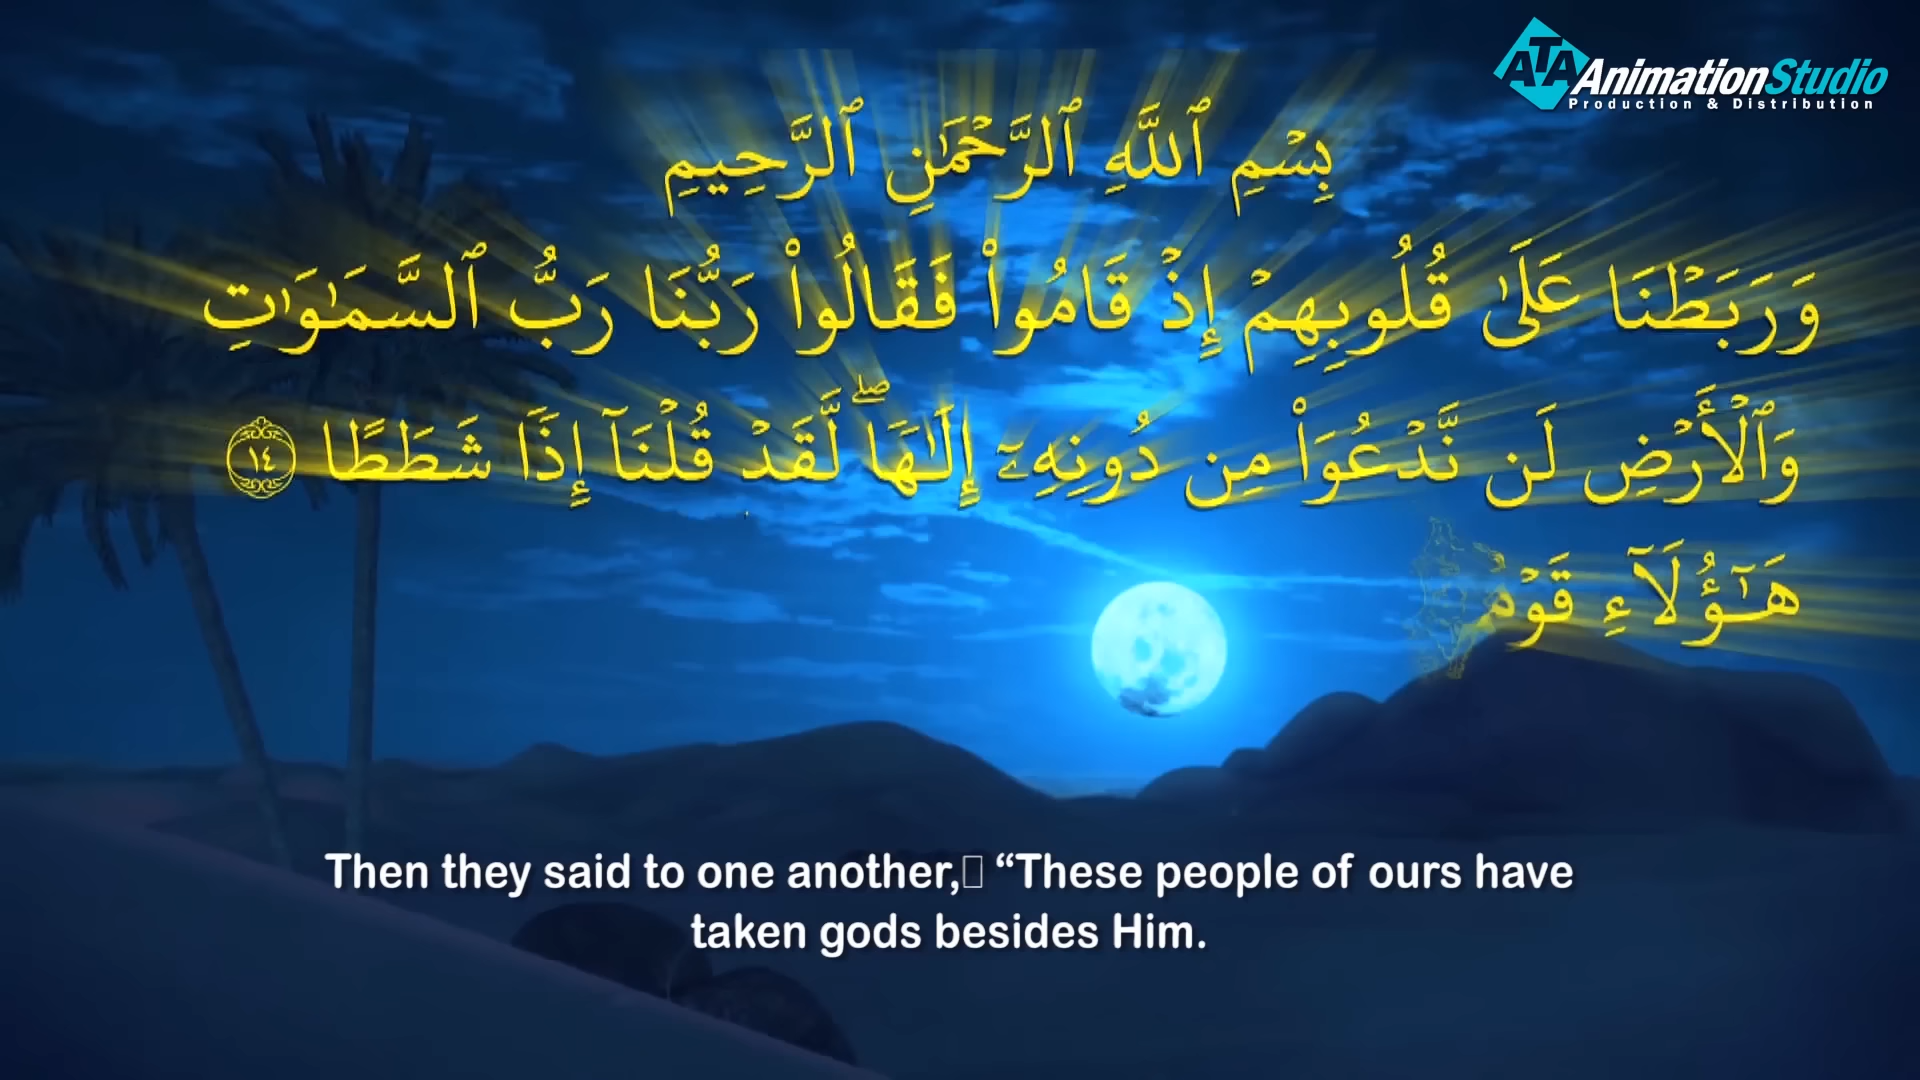 ATA AnimationStudio
Production & Distribution
بِسْمِ ٱللَّهِ ٱلرَّحْمَـٰنِ ٱلرَّحِيمِ
وَرَبَطْنَا عَلَىٰ قُلُوبِهِمْ إِذْ قَامُوا۟ فَقَالُوا۟ رَبُّنَا رَبُّ ٱلسَّمَـٰوَٰتِ
وَٱلْأَرْضِ لَن نَّدْعُوَا۟ مِن دُونِهِۦٓ إِلَـٰهًا ۖ لَّقَدْ قُلْنَآ إِذًا شَطَطًا ١٤
هَـٰٓؤُلَآءِ قَوْمُ
Then they said to one another, “These people of ours have
taken gods besides Him.